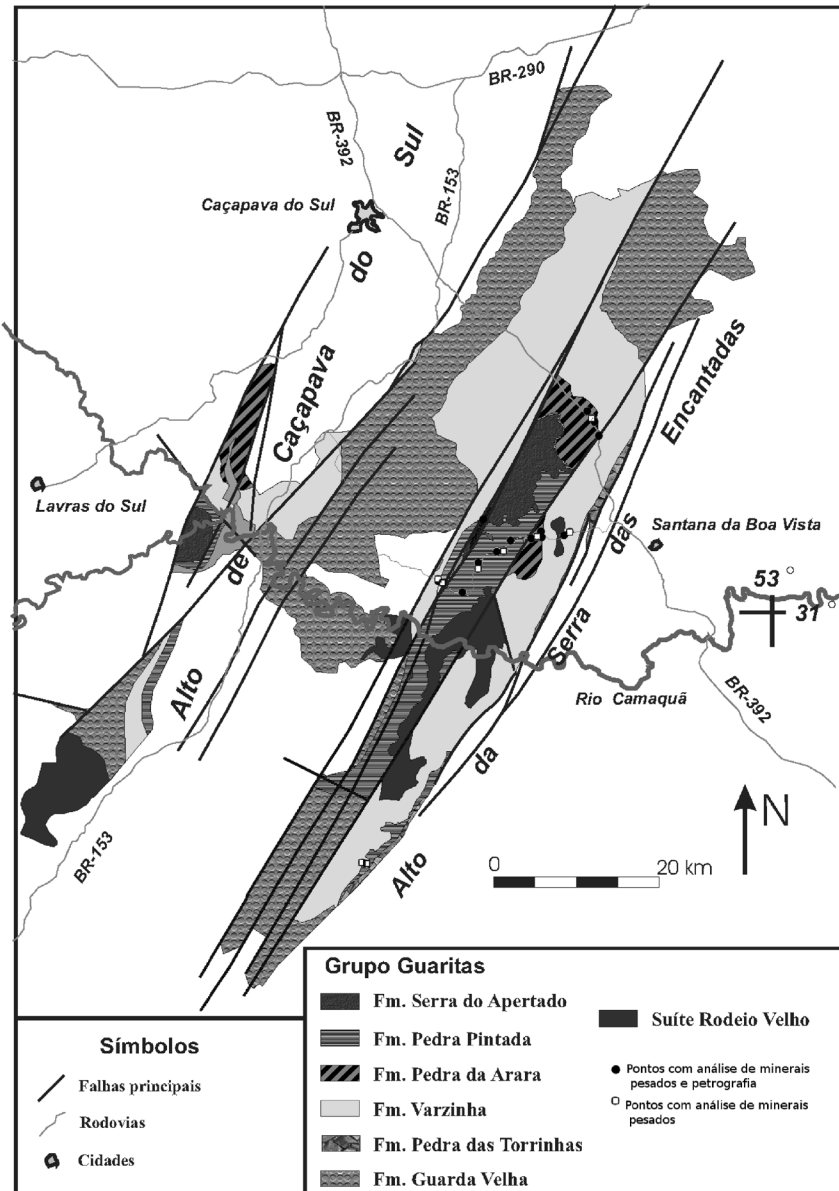 BR-290
BR-392
Sul
BR-153
Caçapava do Sul
do
Encantadas
Caçapava
Lavras do Sul
Santana da Boa Vista
das
de
53
31
Serra
Alto
Rio Camaquã
BR-392
da
N
BR-153
0 20 km
Alto
Grupo Guaritas
Fm. Serra do Apertado
Fm. Pedra Pintada
Fm. Pedra da Arara
Fm. Varzinha
Fm. Pedra das Torrinhas
Fm. Guarda Velha
Suíte Rodeio Velho
Pontos com análise de minerais
pesados e petrografia
Pontos com análise de minerais
pesados
Símbolos
Falhas principais
Rodovias
Cidades